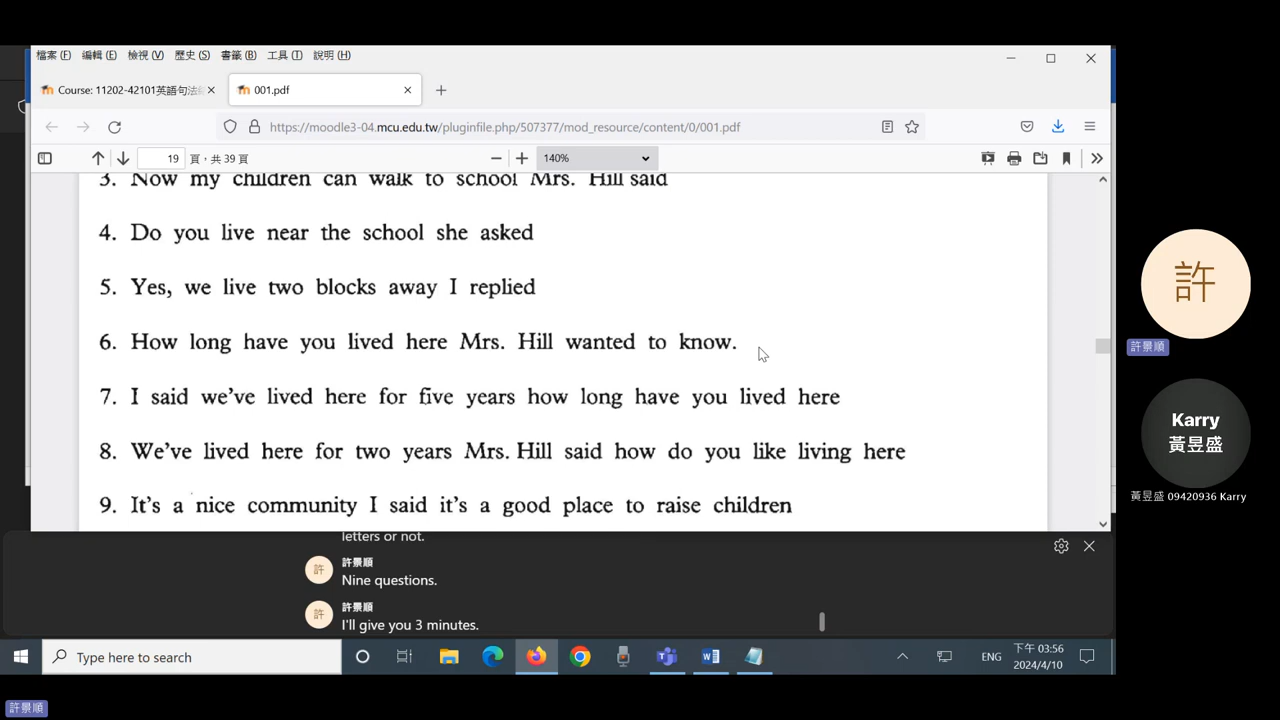 檔案 (F) 編輯 (E) 檢視 (V) 歷史 (S) 書籤 (B) 工具 (T) 說明 (H)
Course: 11202-42101英語句法
001.pdf
https://moodle3-04.mcu.edu.tw/pluginfile.php/507377/mod_resource/content/0/001.pdf
19 頁，共 39 頁
140%
3. Now my children can walk to school Mrs. Hill said
4. Do you live near the school she asked
5. Yes, we live two blocks away I replied
6. How long have you lived here Mrs. Hill wanted to know.
7. I said we've lived here for five years how long have you lived here
8. We've lived here for two years Mrs. Hill said how do you like living here
9. It's a nice community I said it's a good place to raise children
letters or not.
許 許景順
Nine questions.
許 許景順
I'll give you 3 minutes.
許
許景順
Karry
黃昱盛
黃昱盛 09420936 Karry
Type here to search
ENG
下午 03:56
2024/4/10
許景順